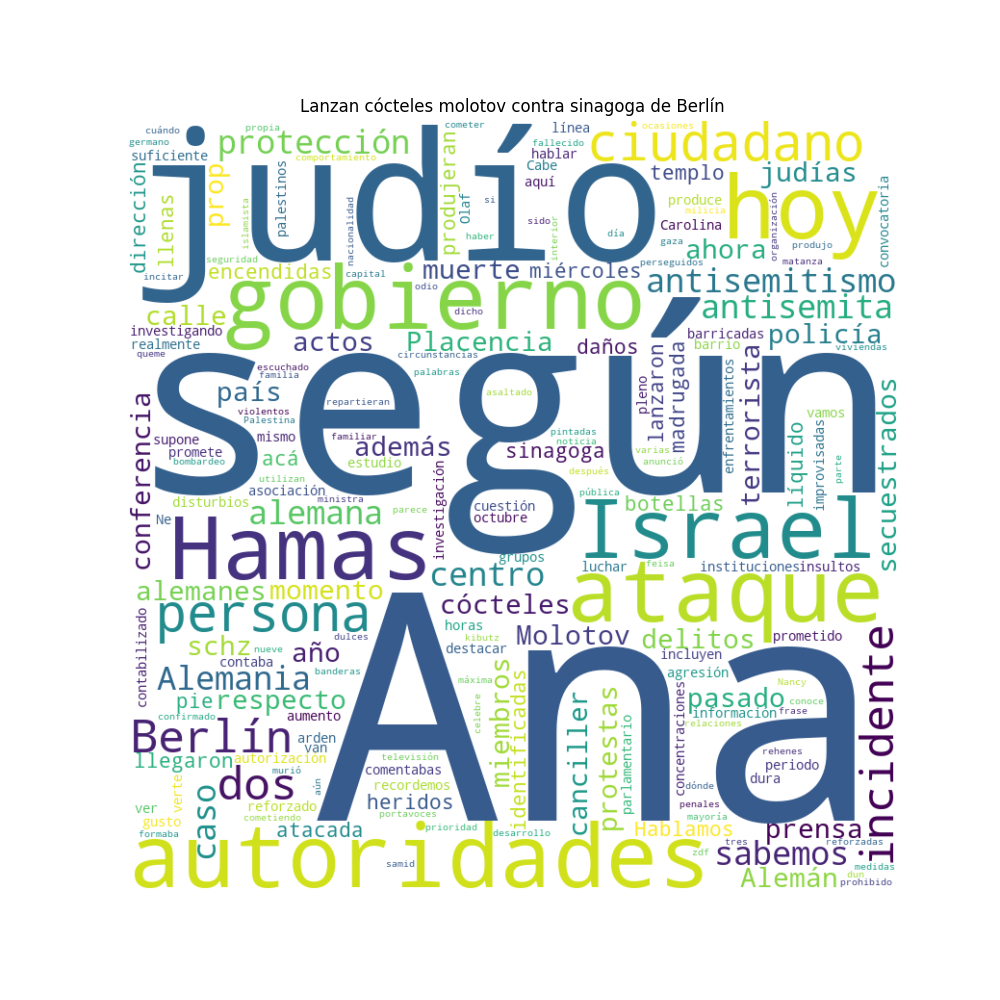 Lanzan cócteles molotov contra sinagoga de Berlín
cuándo
propia
cometer
línea
ocasiones
germano
protección
fallecido
ciudadano
suficiente
comportamiento
hablar
judío
produjeran
Cabe
templo
judías
dirección
llenas
prop
palestinos
aquí
hoy
convocatoria
islamista
nacionalidad
Olaf
si
produce
milicia
organización
Carolina
sido
día
haber
interior
gaza
produjo
seguridad
ahora
perseguidos
matanza
incitar
encendidas
capital
odio
muerte
miércoles
antisemitismo
gobierno
antisemita
calle
dicho
investigando
actos
Placencia
daños
barricadas
policía
realmente
barrio
viviendas
queme
circunstancias
escuchado
familia
palabras
lanzaron
madrugada
pleno
terrorista
país
repartieran
asaltado
según
secuestrados
conferencia
violentos
Palestina
enfrentamientos
vamos
supone
mismo
familiar
además
sinagoga
pintadas
noticia
varias
anunció
líquido
improvisadas
promete
acá
bombardeo
estudio
investigación
después
parte
utilizan
asociación
ministra
parece
pública
disturbios
cuestión
botellas
Ne
alemana
octubre
Israel
Hamas
grupos
centro
luchar
feisa
instituciones
insultos
alemanes
momento
ataque
persona
cócteles
contabilizado
horas
Molotov
delitos
prometido
schz
nueve
dulces
kibutz
destacar
incluyen
año
contaba
banderas
agresión
Alemania
máxima
miembros
identificadas
celebre
canciller
protestas
parlamentario
concentraciones
Nancy
conoce
pie
respecto
pasado
información
frase
incidente
confirmado
aumento
relaciones
Berlín
arden
Ana
van
llegaron
autorización
televisión
rehenes
periodo
murió
comentabas
dónde
dura
dos
aún
recordemos
ver
verte
gusto
caso
reforzado
portavoces
heridos
penales
cometiendo
formaba
atacada
prioridad
desarrollo
Hablamos
mayoría
prensa
tres
reforzadas
autoridades
samid
zdf
sabemos
medidas
Alemán
dun
prohibido